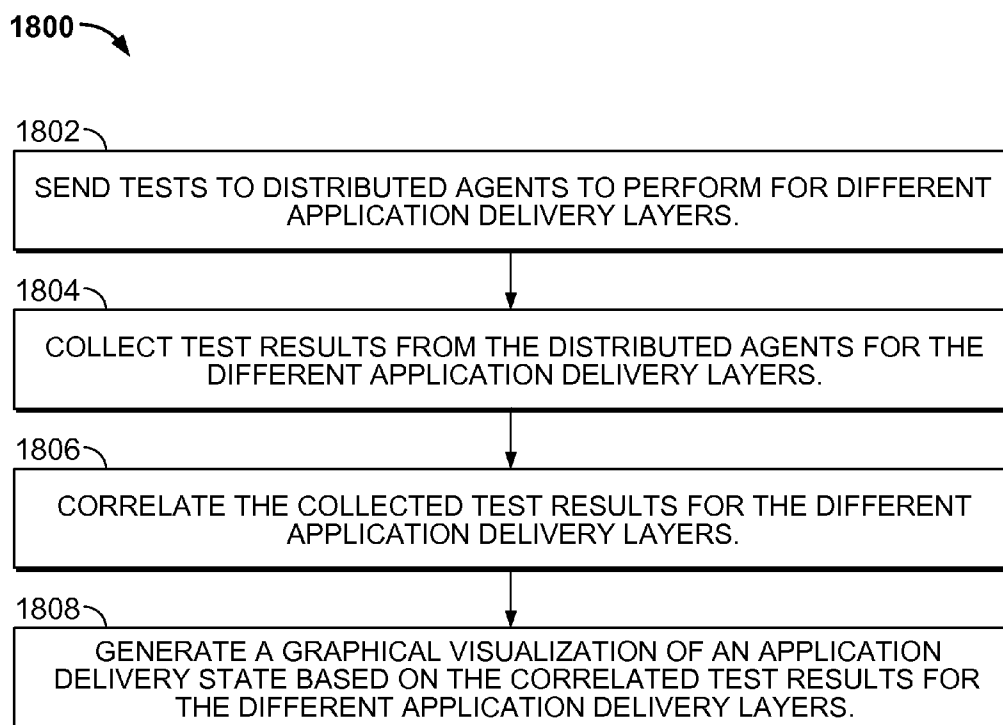 1800
1802
SEND TESTS TO DISTRIBUTED AGENTS TO PERFORM FOR DIFFERENT
APPLICATION DELIVERY LAYERS.
1804
COLLECT TEST RESULTS FROM THE DISTRIBUTED AGENTS FOR THE
DIFFERENT APPLICATION DELIVERY LAYERS.
1806
CORRELATE THE COLLECTED TEST RESULTS FOR THE DIFFERENT
APPLICATION DELIVERY LAYERS.
1808
GENERATE A GRAPHICAL VISUALIZATION OF AN APPLICATION
DELIVERY STATE BASED ON THE CORRELATED TEST RESULTS FOR
THE DIFFERENT APPLICATION DELIVERY LAYERS.